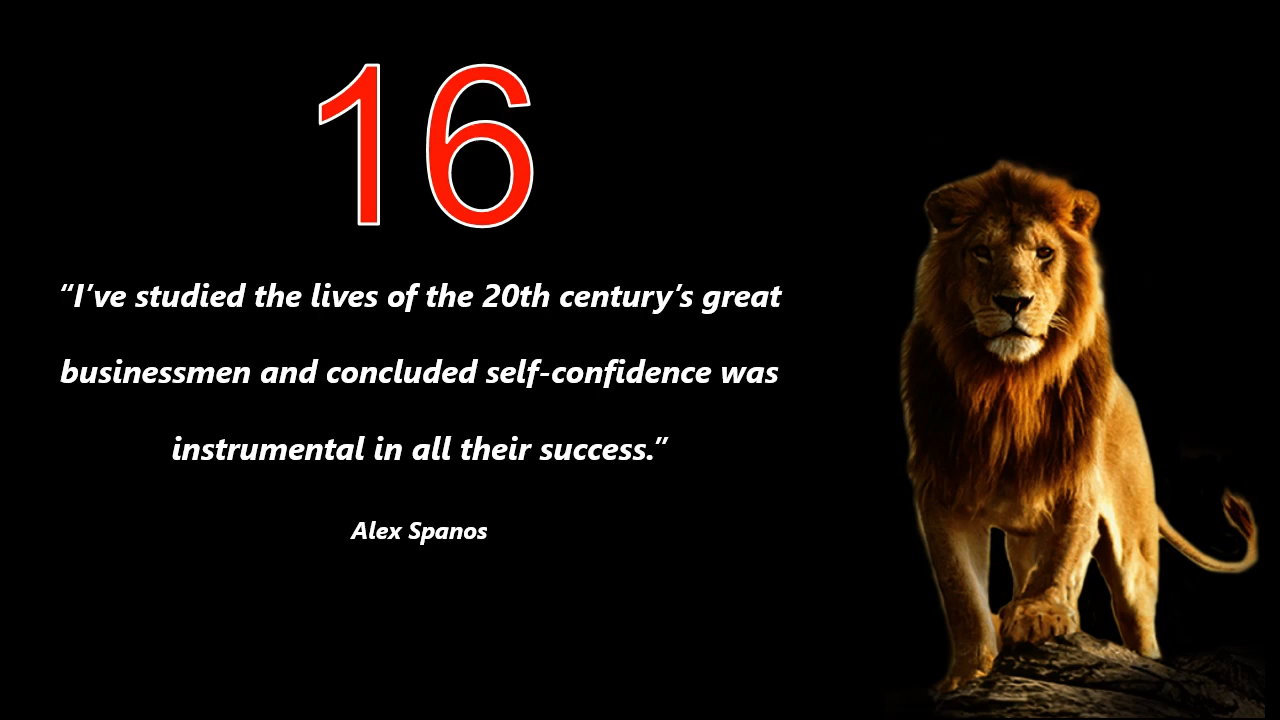 16
“I’ve studied the lives of the 20th century’s great
businessmen and concluded self-confidence was
instrumental in all their success.”
Alex Spanos